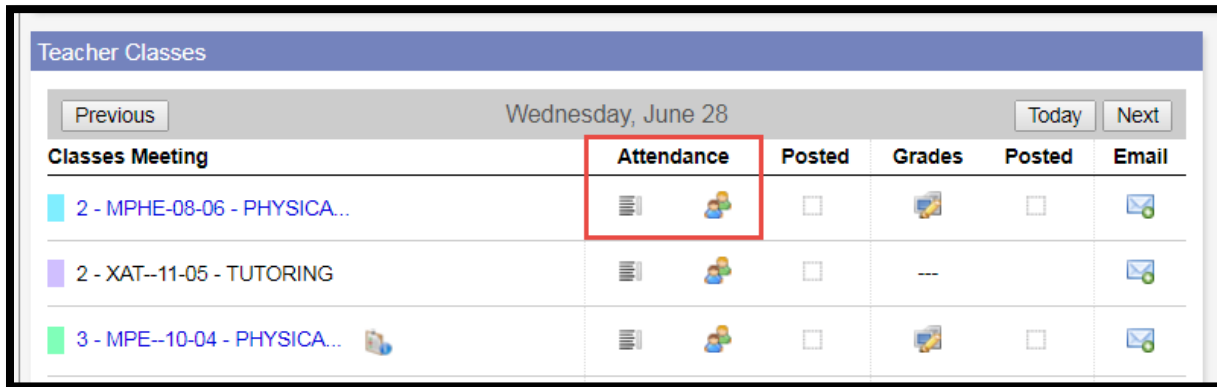 Teacher Classes
Previous Wednesday, June 28 Today Next
Classes Meeting Attendance Posted Grades Posted Email
2 - MPHE-08-06 - PHYSICA...
2 - XAT--11-05 - TUTORING ---
3 - MPE--10-04 - PHYSICA...